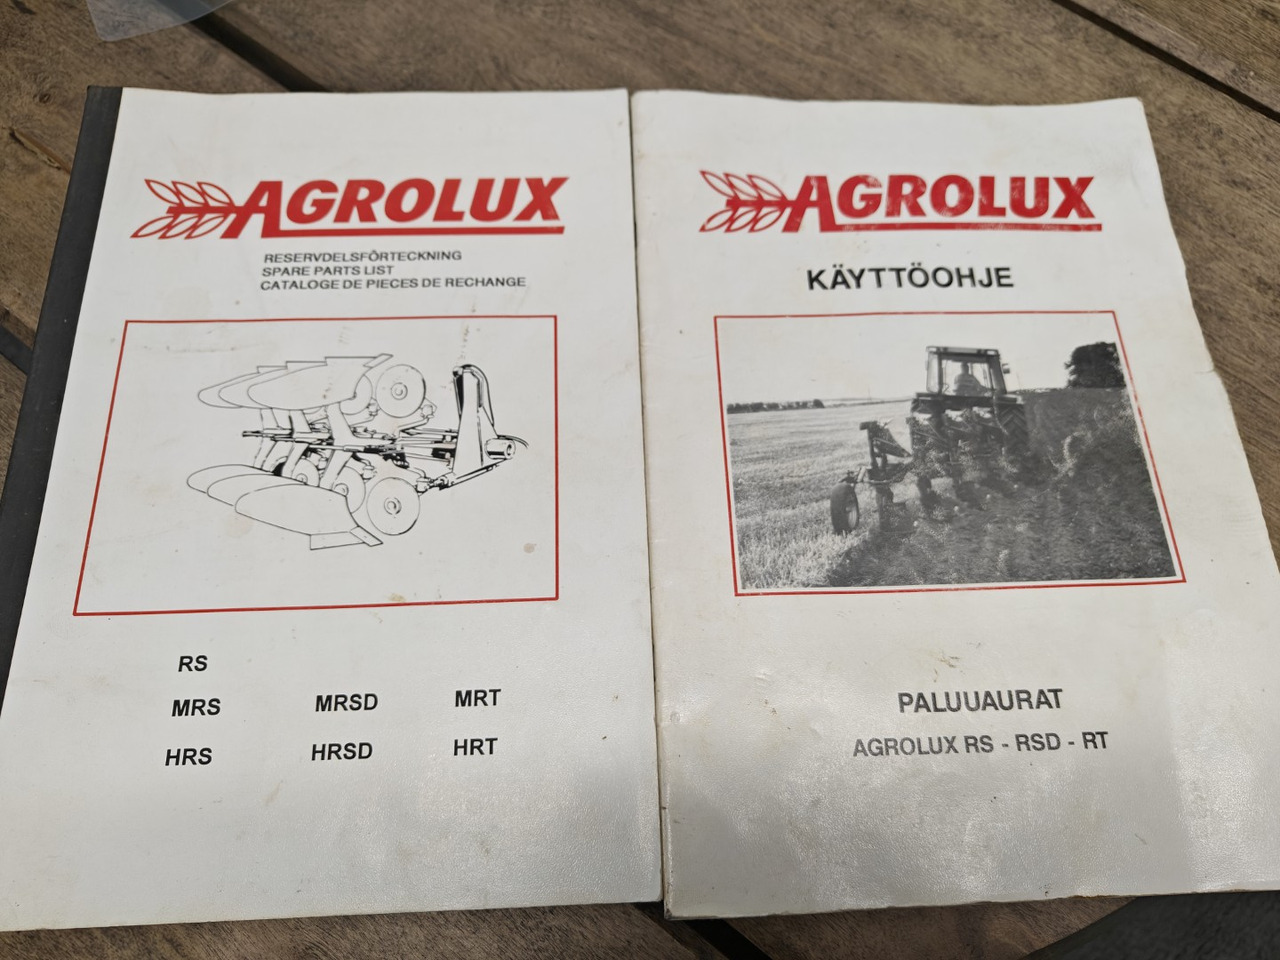 AGROLUX
RESERVDELSFÖRTECKNING
SPARE PARTS LIST
CATALOGE DE PIECES DE RECHANGE
RS
MRS MRSD MRT
HRS HRSD HRT
AGROLUX
KÄYTTÖOHJE
PALUUAURAT
AGROLUX RS - RSD - RT